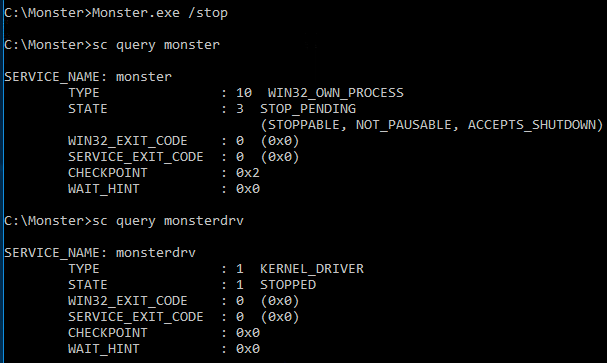 C:\Monster>Monster.exe /stop
C:\Monster>sc query monster
SERVICE_NAME: monster
        TYPE               : 10  WIN32_OWN_PROCESS
        STATE              : 3  STOP_PENDING
                                (STOPPABLE, NOT_PAUSABLE, ACCEPTS_SHUTDOWN)
        WIN32_EXIT_CODE    : 0  (0x0)
        SERVICE_EXIT_CODE  : 0  (0x0)
        CHECKPOINT         : 0x2
        WAIT_HINT          : 0x0
C:\Monster>sc query monsterdrv
SERVICE_NAME: monsterdrv
        TYPE               : 1  KERNEL_DRIVER
        STATE              : 1  STOPPED
        WIN32_EXIT_CODE    : 0  (0x0)
        SERVICE_EXIT_CODE  : 0  (0x0)
        CHECKPOINT         : 0x0
        WAIT_HINT          : 0x0